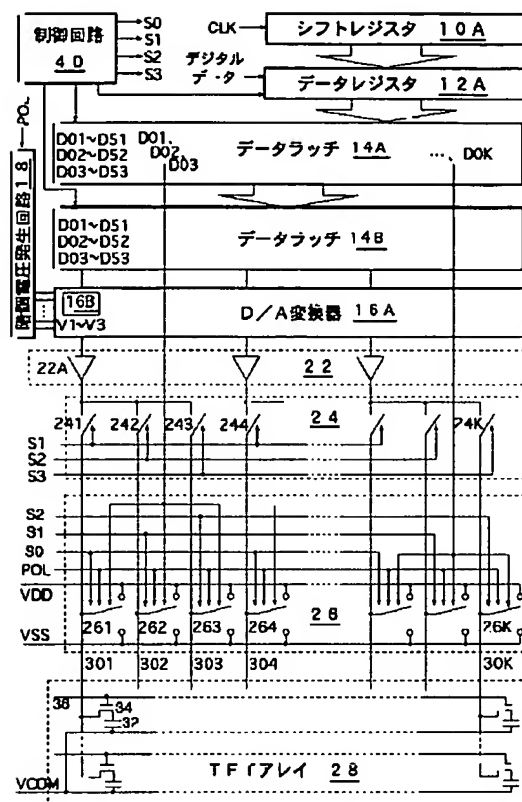 制御回路
40
S0
S1
S2
S3
CLK
シフトレジスタ 10A
デジタル
データ
データレジスタ 12A
POL
階調電圧発生回路 18
D01~D51
D02~D52
D03~D53
D01、
D02、
D03
データラッチ 14A
…、D0K
D01~D51
D02~D52
D03~D53
データラッチ 14B
16B
V1~V3
D/A変換器 16A
22A
22
241 242 243 244 24 24K
S1
S2
S3
S2
S1
S0
POL
VDD
VSS
261 262 263 264 26 26K
301 302 303 304 30K
34
32
TFTアレイ 28
VCOM